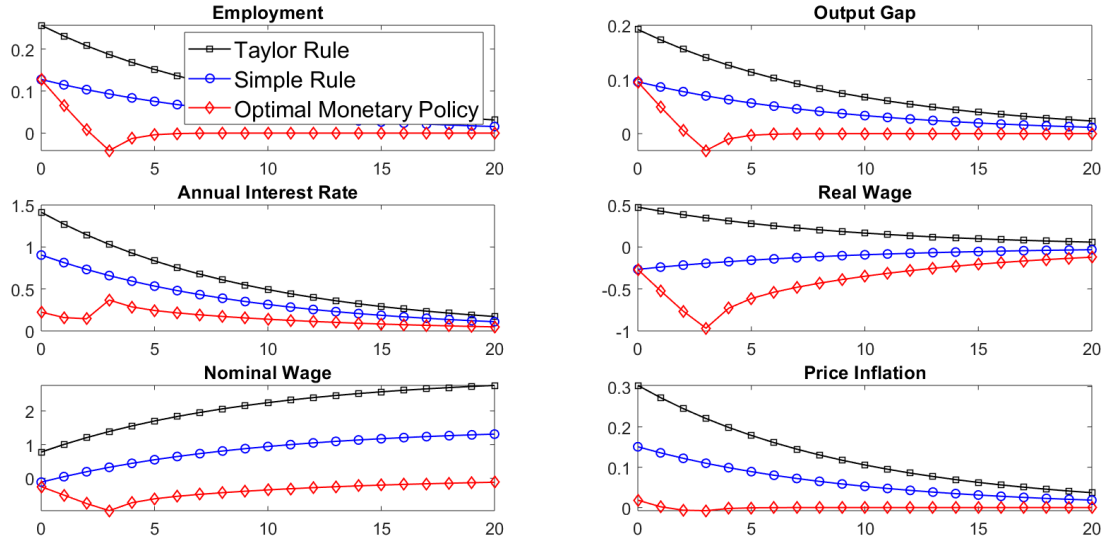 Employment
0.2
0.1
0
0 5 10 15 20
Taylor Rule
Simple Rule
Optimal Monetary Policy
Output Gap
0.2
0.1
0
0 5 10 15 20
Annual Interest Rate
1.5
1
0.5
0
0 5 10 15 20
Real Wage
0.5
0
-0.5
-1
0 5 10 15 20
Nominal Wage
2
1
0
0 5 10 15 20
Price Inflation
0.3
0.2
0.1
0
0 5 10 15 20